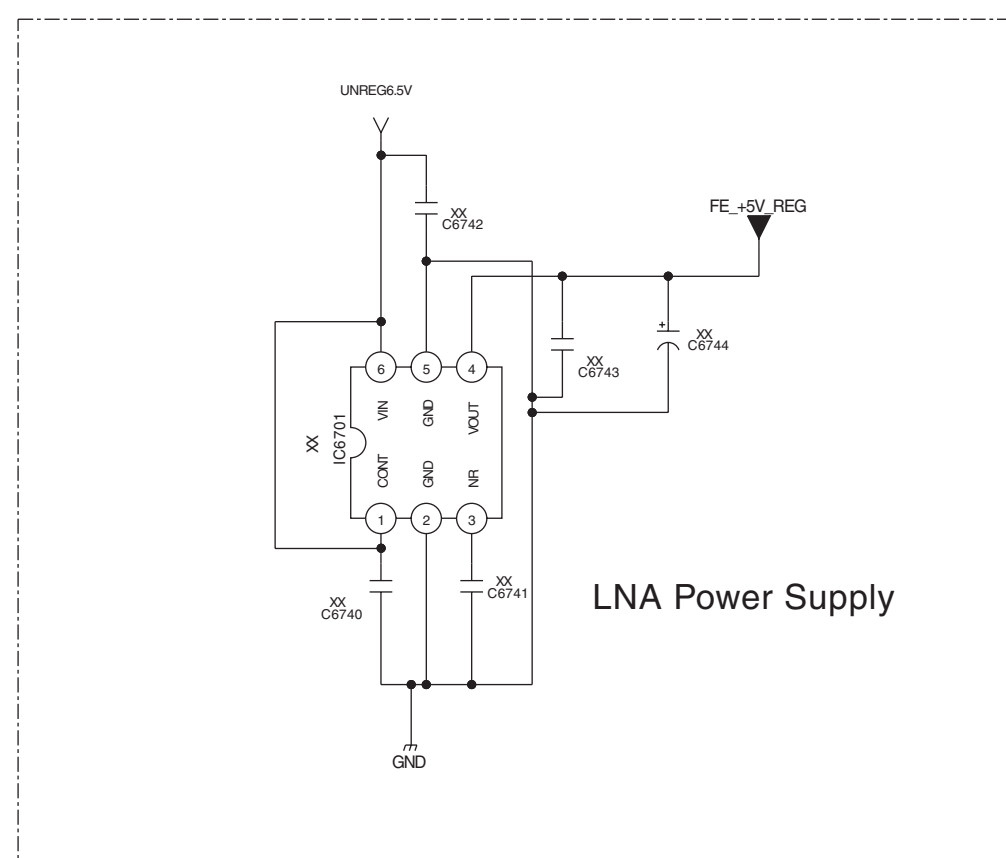 UNREG6.5V
XX
C6742
FE_+5V_REG
+
XX
C6744
XX
C6743
6
5
4
VIN
GND
VOUT
XX
IC6701
CONT
GND
NR
1
2
3
XX
C6740
XX
C6741
LNA Power Supply
GND